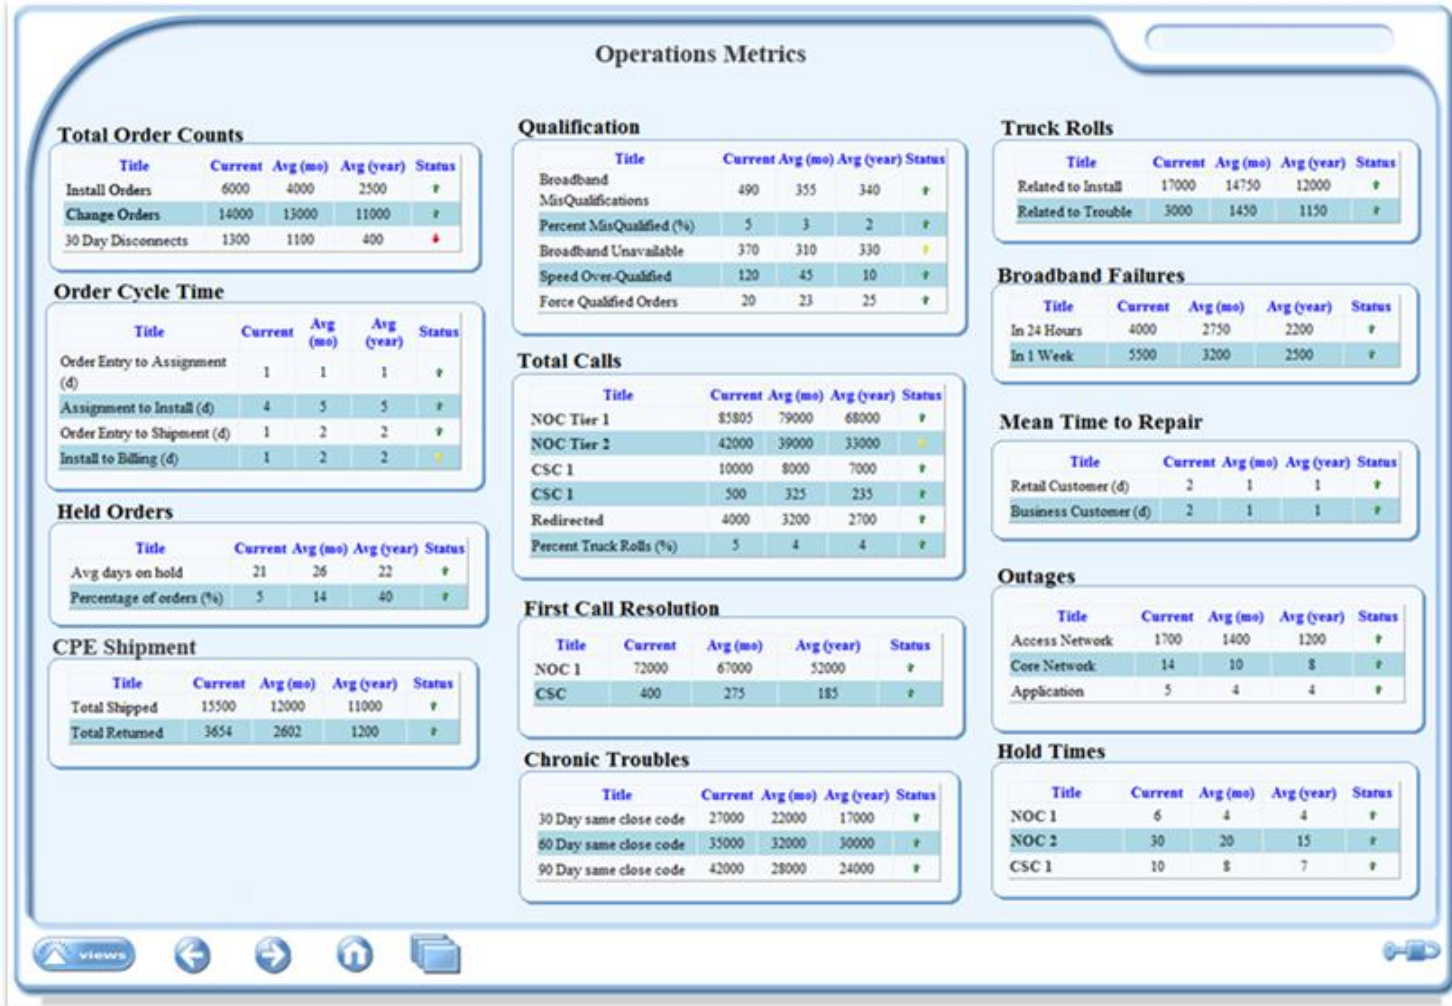 Operations Metrics
Total Order Counts
Title Current Avg (mo) Avg (year) Status
Install Orders 6000 4000 2500
Change Orders 14000 13000 11000
30 Day Disconnects 1300 1100 400
Order Cycle Time
Title Current Avg (mo) Avg (year) Status
Order Entry to Assignment (d) 1 1 1
Assignment to Install (d) 4 5 5
Order Entry to Shipment (d) 1 2 2
Install to Billing (d) 1 2 2
Held Orders
Title Current Avg (mo) Avg (year) Status
Avg days on hold 21 26 22
Percentage of orders (%) 5 14 40
CPE Shipment
Title Current Avg (mo) Avg (year) Status
Total Shipped 15500 12000 11000
Total Returned 3654 2602 1200
Qualification
Title Current Avg (mo) Avg (year) Status
Broadband MisQualifications 490 355 340
Percent MisQualified (%) 5 3 2
Broadband Unavailable 370 310 330
Speed Over-Qualified 120 45 10
Force Qualified Orders 20 23 25
Total Calls
Title Current Avg (mo) Avg (year) Status
NOC Tier 1 85805 79000 68000
NOC Tier 2 42000 39000 33000
CSC 1 10000 8000 7000
CSC 1 500 325 235
Redirected 4000 3200 2700
Percent Truck Rolls (%) 5 4 4
First Call Resolution
Title Current Avg (mo) Avg (year) Status
NOC 1 72000 67000 52000
CSC 400 275 185
Chronic Troubles
Title Current Avg (mo) Avg (year) Status
30 Day same close code 27000 22000 17000
60 Day same close code 35000 32000 30000
90 Day same close code 42000 28000 24000
Truck Rolls
Title Current Avg (mo) Avg (year) Status
Related to Install 17000 14750 12000
Related to Trouble 3000 1450 1150
Broadband Failures
Title Current Avg (mo) Avg (year) Status
In 24 Hours 4000 2750 2200
In 1 Week 5500 3200 2500
Mean Time to Repair
Title Current Avg (mo) Avg (year) Status
Retail Customer (d) 2 1 1
Business Customer (d) 2 1 1
Outages
Title Current Avg (mo) Avg (year) Status
Access Network 1700 1400 1200
Core Network 14 10 8
Application 5 4 4
Hold Times
Title Current Avg (mo) Avg (year) Status
NOC 1 6 4 4
NOC 2 30 20 15
CSC 1 10 8 7
views